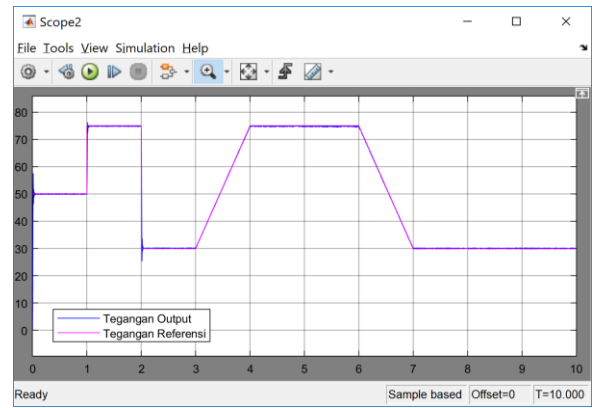 Scope2
File Tools View Simulation Help
80
70
60
50
40
30
20
10
0
Tegangan Output
Tegangan Referensi
0 1 2 3 4 5 6 7 8 9 10
Ready
Sample based Offset=0 T=10.000